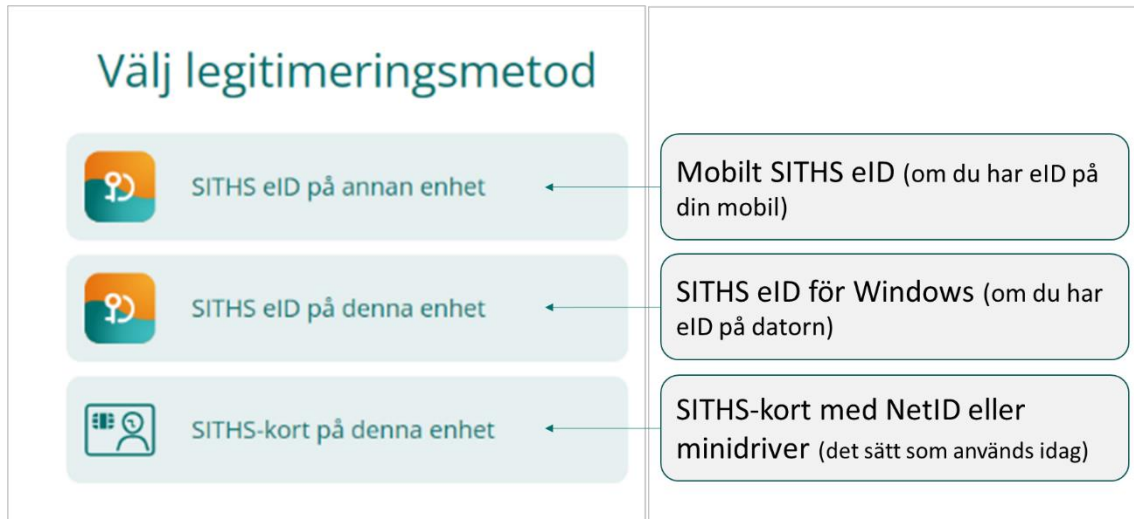 Välj legitimeringsmetod
SITHS eID på annan enhet
Mobilt SITHS eID (om du har eID på
din mobil)
SITHS eID på denna enhet
SITHS eID för Windows (om du har
eID på datorn)
SITHS-kort på denna enhet
SITHS-kort med NetID eller
minidriver (det sätt som används idag)